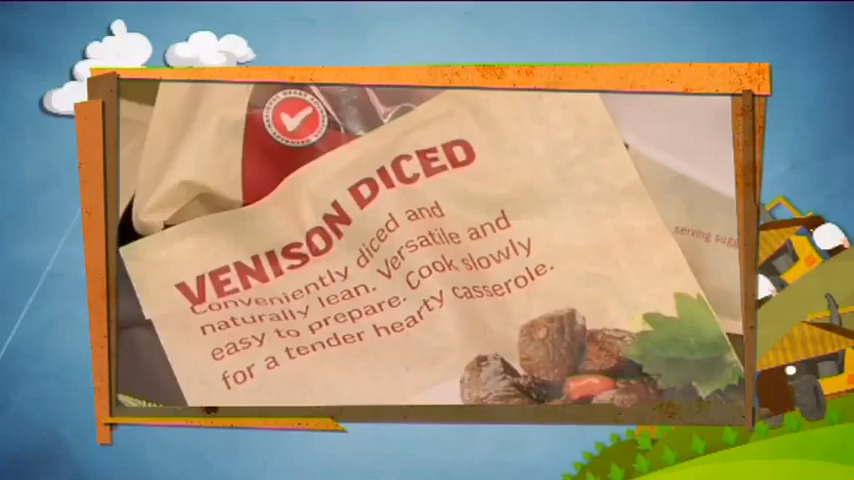 VENISON DICED
Conveniently diced and
naturally lean. Versatile and
easy to prepare. Cook slowly
for a tender hearty casserole.
serving